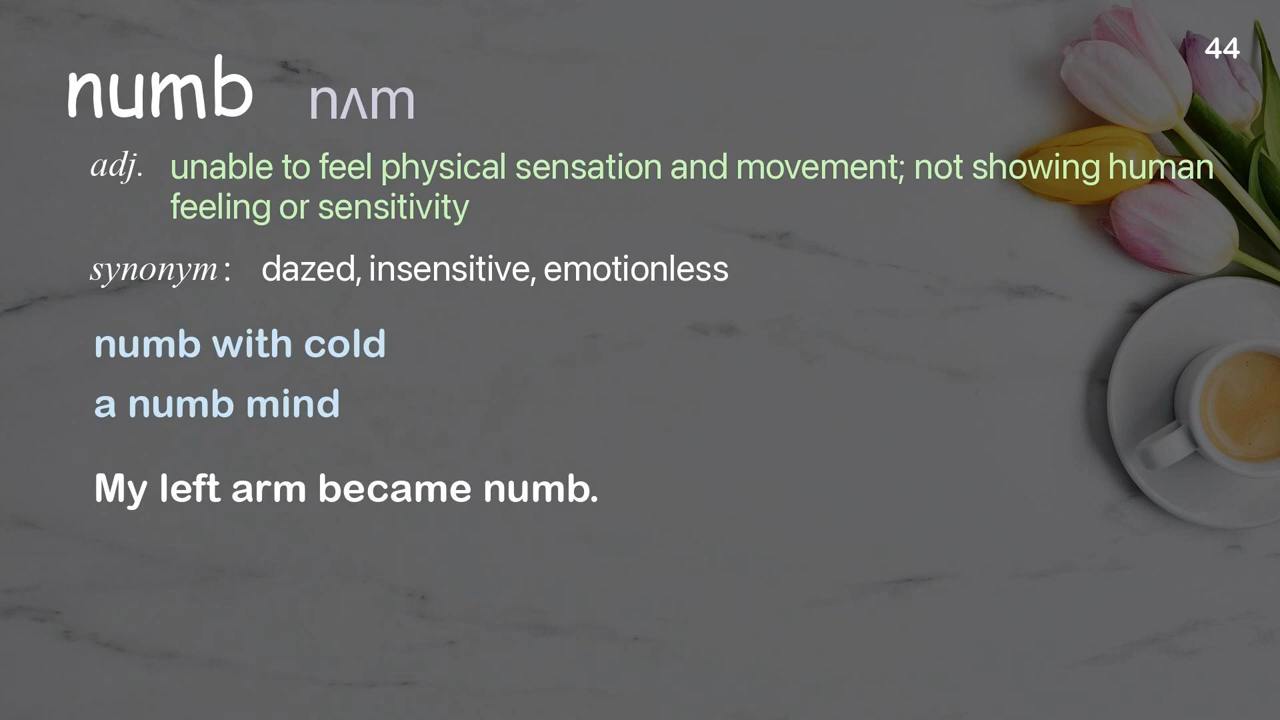 44
numb nʌm
adj. unable to feel physical sensation and movement; not showing human
feeling or sensitivity
synonym: dazed, insensitive, emotionless
numb with cold
a numb mind
My left arm became numb.